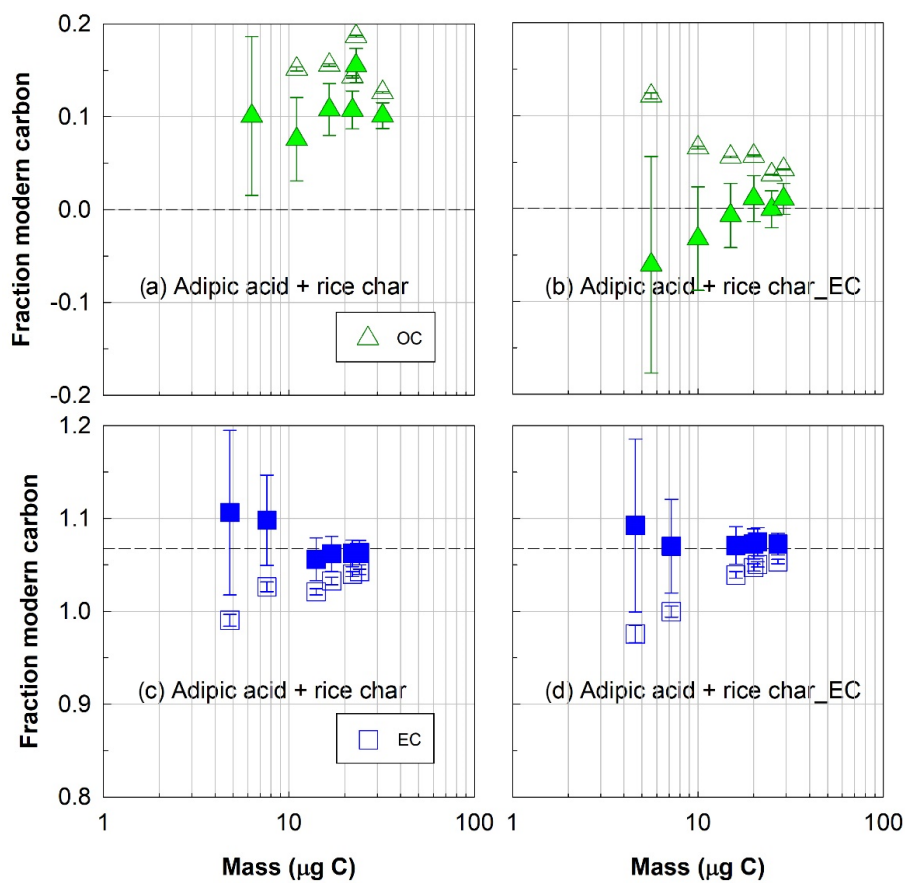 0.2
0.1
0.0
-0.1
-0.2
Fraction modern carbon
(a) Adipic acid + rice char
OC
(b) Adipic acid + rice char_EC
1.2
1.1
1.0
0.9
0.8
Fraction modern carbon
(c) Adipic acid + rice char
EC
(d) Adipic acid + rice char_EC
1 10 100
1 10 100
Mass (μg C)
Mass (μg C)